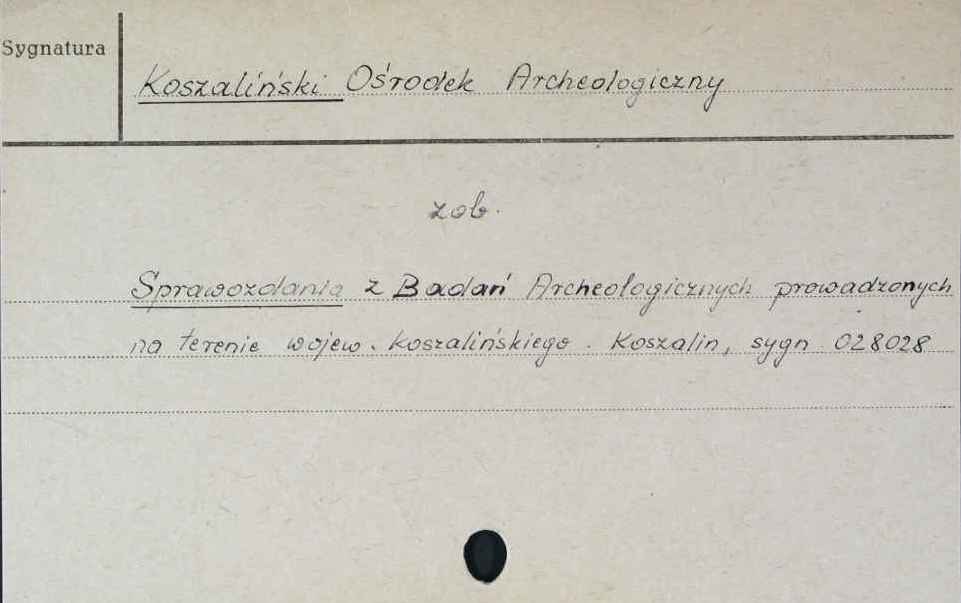 Sygnatura
Koszaliński Ośrodek Archeologiczny
zob.
Sprawozdania z Badań Archeologicznych prowadzonych
na terenie wojew. koszalińskiego. Koszalin, sygn 028028